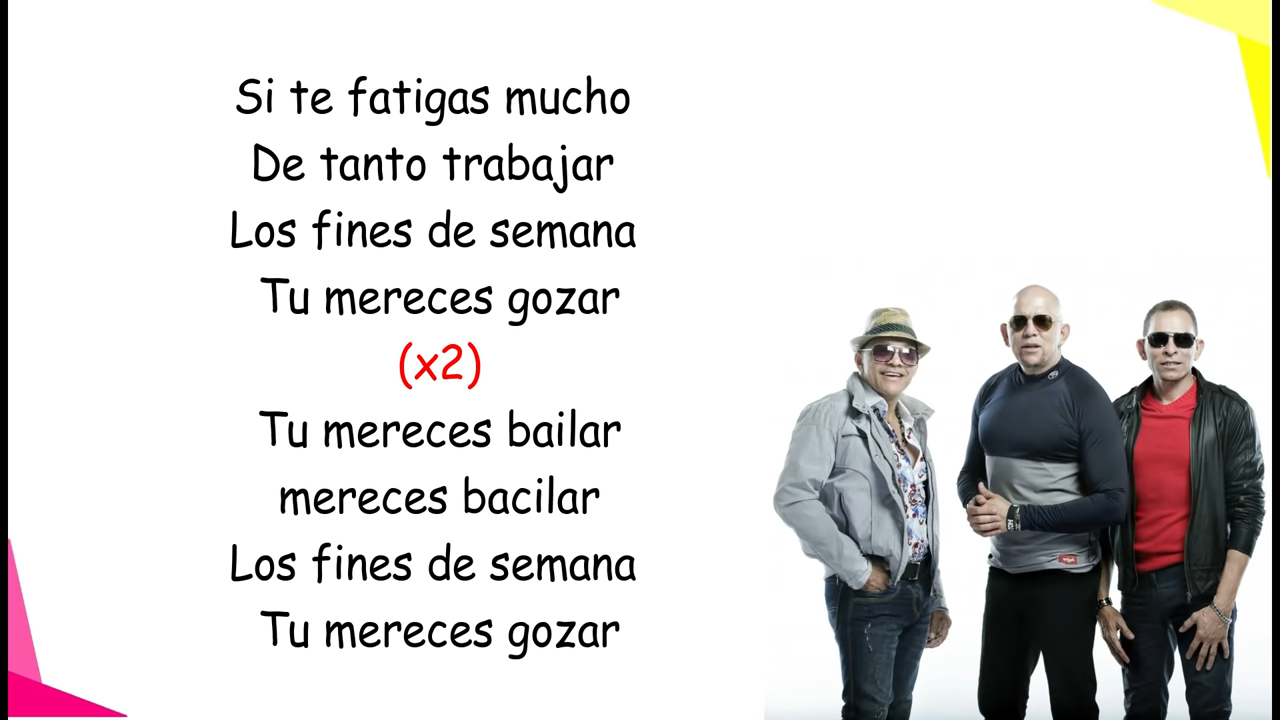 Si te fatigas mucho
De tanto trabajar
Los fines de semana
Tu mereces gozar
(x2)
Tu mereces bailar
mereces bacilar
Los fines de semana
Tu mereces gozar